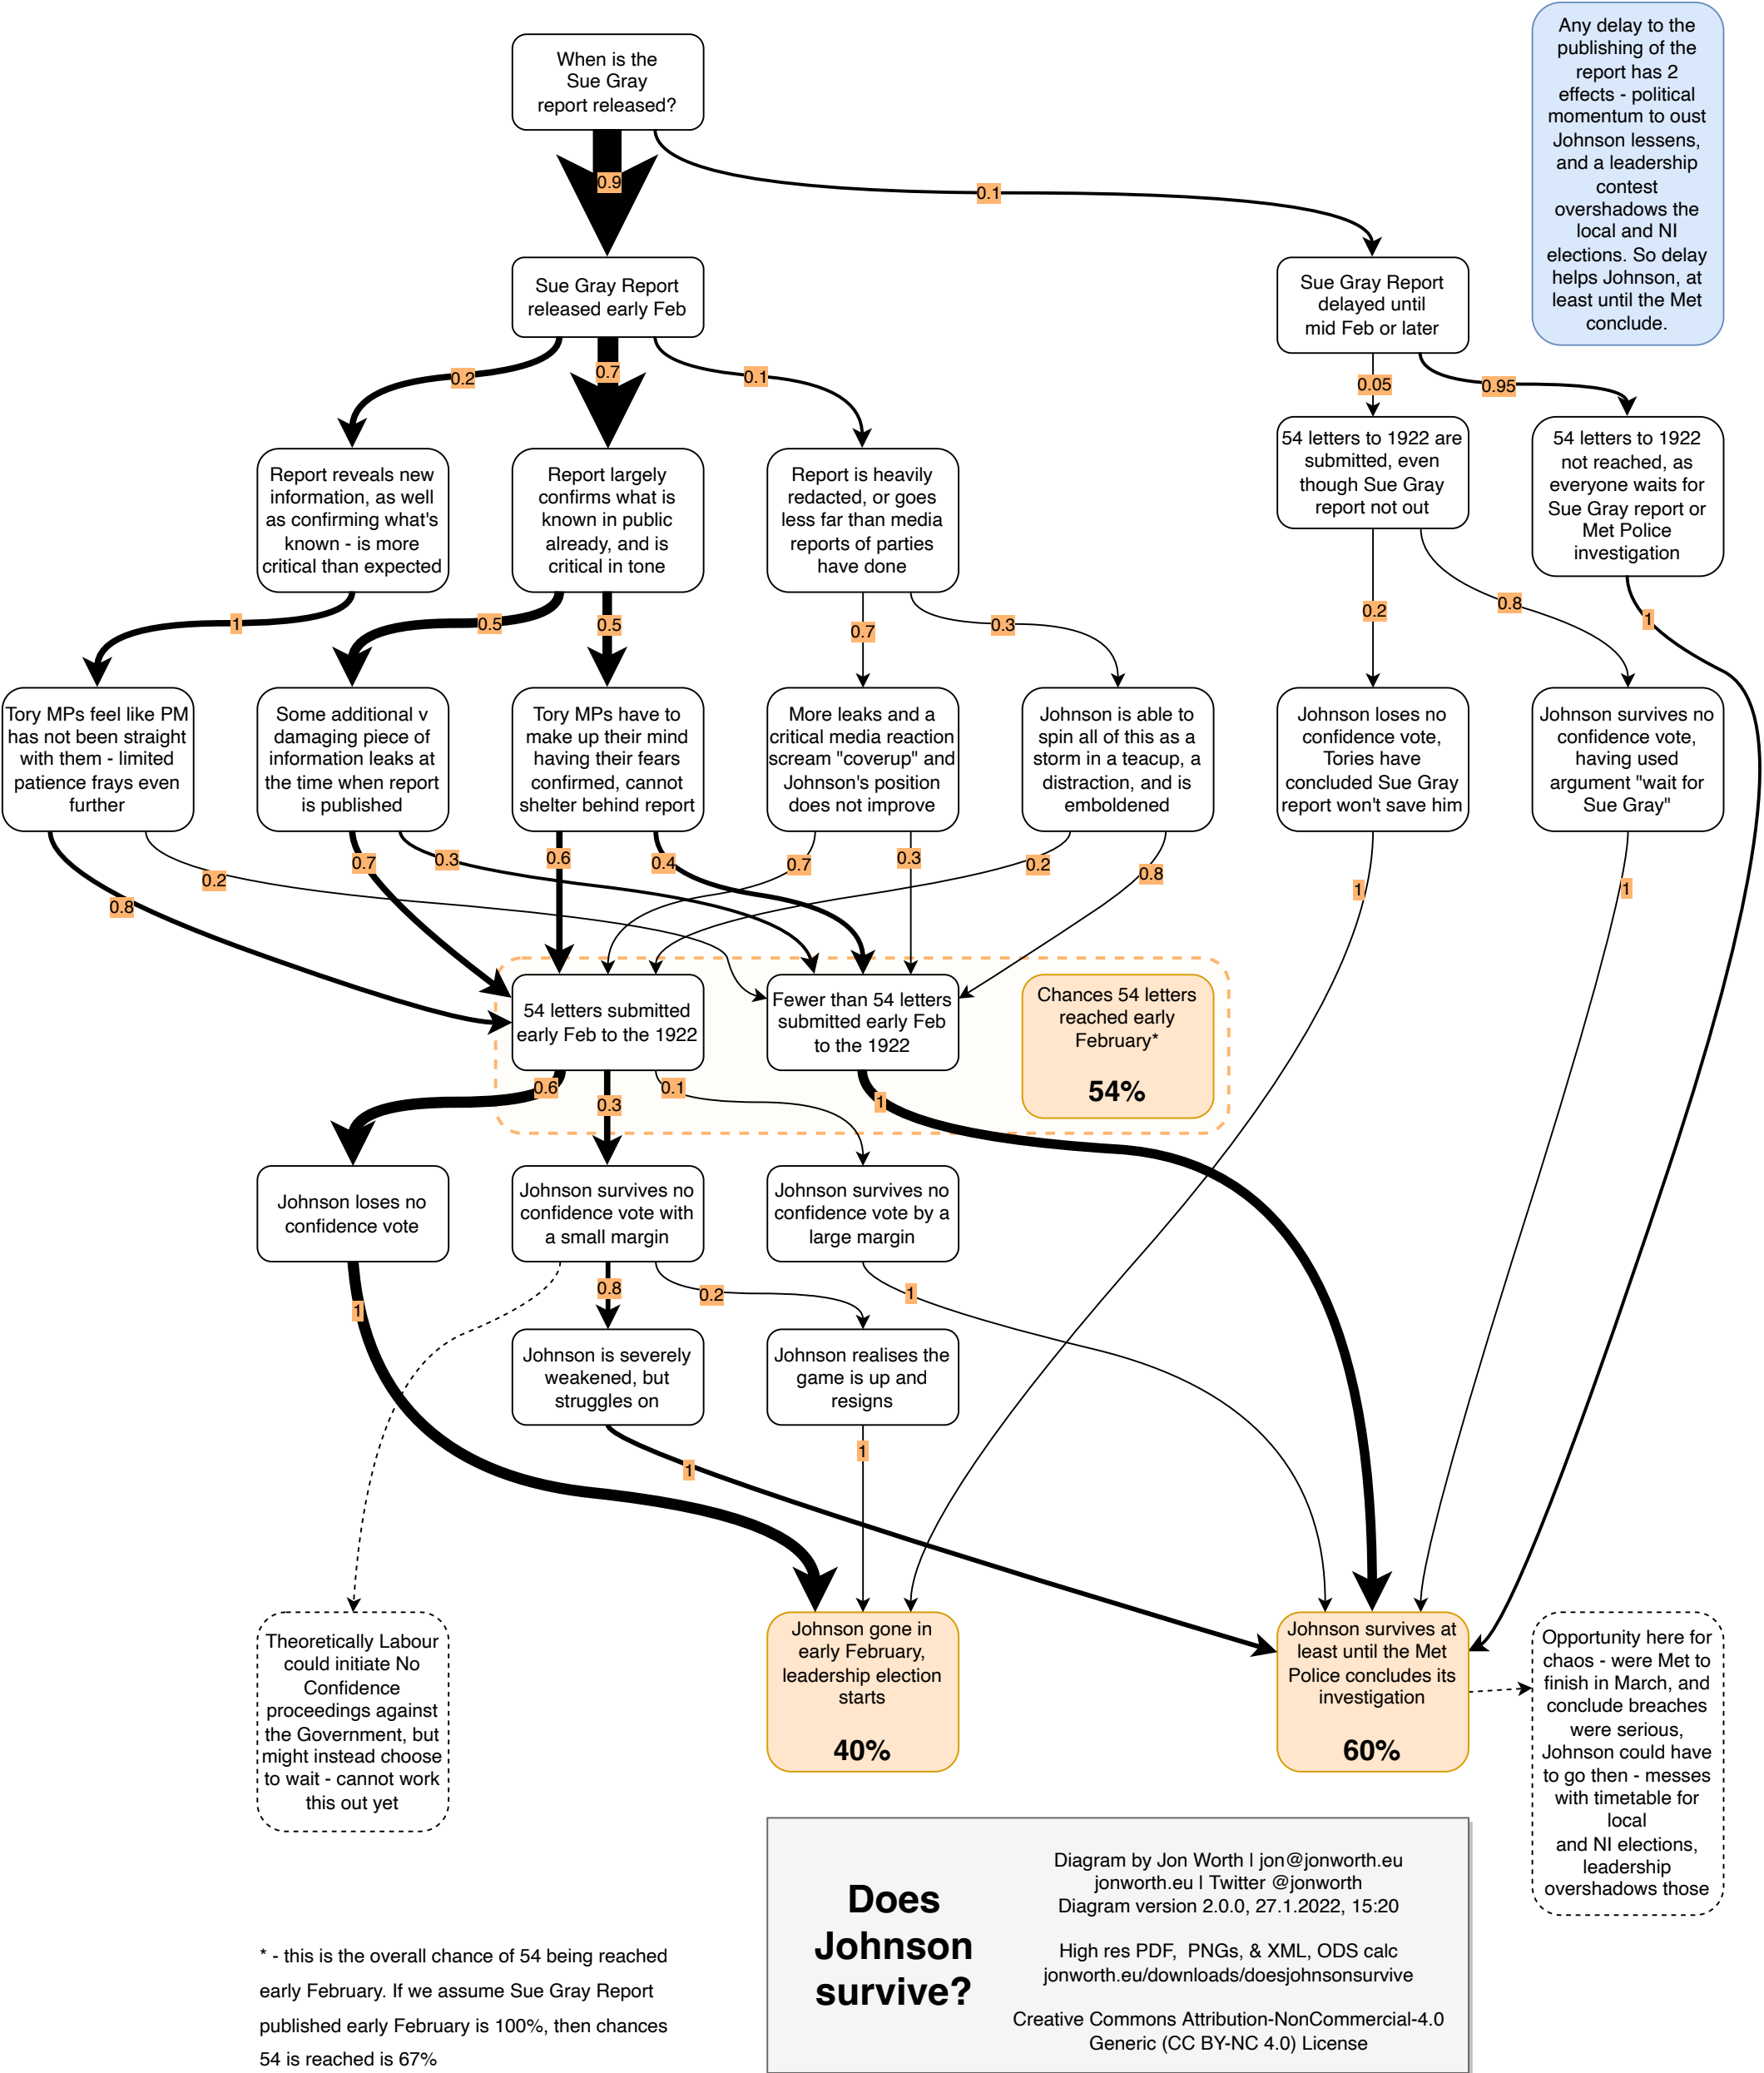 When is the
Sue Gray
report released?
Any delay to the
publishing of the
report has 2
effects - political
momentum to oust
Johnson lessens,
and a leadership
contest
overshadows the
local and NI
elections. So delay
helps Johnson, at
least until the Met
conclude.
0.9
0.1
Sue Gray Report
released early Feb
Sue Gray Report
delayed until
mid Feb or later
0.2
0.7
0.1
0.05
0.95
Report reveals new
information, as well
as confirming what's
known - is more
critical than expected
Report largely
confirms what is
known in public
already, and is
critical in tone
Report is heavily
redacted, or goes
less far than media
reports of parties
have done
54 letters to 1922 are
submitted, even
though Sue Gray
report not out
54 letters to 1922
not reached, as
everyone waits for
Sue Gray report or
Met Police
investigation
1
0.5
0.5
0.7
0.3
0.2
0.8
1
Tory MPs feel like PM
has not been straight
with them - limited
patience frays even
further
Some additional v
damaging piece of
information leaks at
the time when report
is published
Tory MPs have to
make up their mind
having their fears
confirmed, cannot
shelter behind report
More leaks and a
critical media reaction
scream "coverup" and
Johnson's position
does not improve
Johnson is able to
spin all of this as a
storm in a teacup, a
distraction, and is
emboldened
Johnson loses no
confidence vote,
Tories have
concluded Sue Gray
report won't save him
Johnson survives no
confidence vote,
having used
argument "wait for
Sue Gray"
0.8
0.2
0.7
0.3
0.6
0.4
0.7
0.3
0.2
0.8
1
1
54 letters submitted
early Feb to the 1922
Fewer than 54 letters
submitted early Feb
to the 1922
Chances 54 letters
reached early
February*
54%
0.6
0.3
0.1
1
Johnson loses no
confidence vote
Johnson survives no
confidence vote with
a small margin
Johnson survives no
confidence vote by a
large margin
1
0.8
0.2
1
Johnson is severely
weakened, but
struggles on
Johnson realises the
game is up and
resigns
1
1
Theoretically Labour
could initiate No
Confidence
proceedings against
the Government, but
might instead choose
to wait - cannot work
this out yet
Johnson gone in
early February,
leadership election
starts
40%
Johnson survives at
least until the Met
Police concludes its
investigation
60%
Opportunity here for
chaos - were Met to
finish in March, and
conclude breaches
were serious,
Johnson could have
to go then - messes
with timetable for
local
and NI elections,
leadership
overshadows those
* - this is the overall chance of 54 being reached
early February. If we assume Sue Gray Report
published early February is 100%, then chances
54 is reached is 67%
Does
Johnson
survive?
Diagram by Jon Worth | jon@jonworth.eu
jonworth.eu | Twitter @jonworth
Diagram version 2.0.0, 27.1.2022, 15:20
High res PDF, PNGs, & XML, ODS calc
jonworth.eu/downloads/doesjohnsonsurvive
Creative Commons Attribution-NonCommercial-4.0
Generic (CC BY-NC 4.0) License